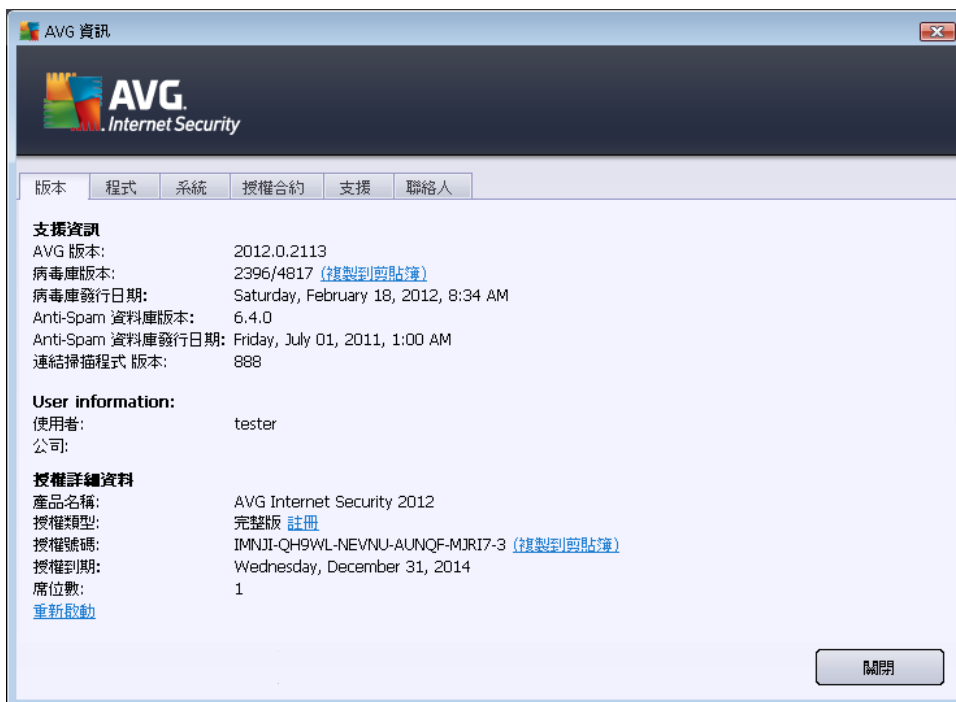 AVG 資訊
AVG.
Internet Security
版本 程式 系統 授權合約 支援 聯絡人
支援資訊
AVG 版本: 2012.0.2113
病毒庫版本: 2396/4817 (複製到剪貼簿)
病毒庫發行日期: Saturday, February 18, 2012, 8:34 AM
Anti-Spam 資料庫版本: 6.4.0
Anti-Spam 資料庫發行日期: Friday, July 01, 2011, 1:00 AM
連結掃描程式 版本: 888
User information:
使用者: tester
公司:
授權詳細資料
產品名稱: AVG Internet Security 2012
授權類型: 完整版 註冊
授權號碼: IMNJI-QH9WL-NEVNU-AUNQF-MJRI7-3 (複製到剪貼簿)
授權到期: Wednesday, December 31, 2014
席位數: 1
重新啟動
關閉